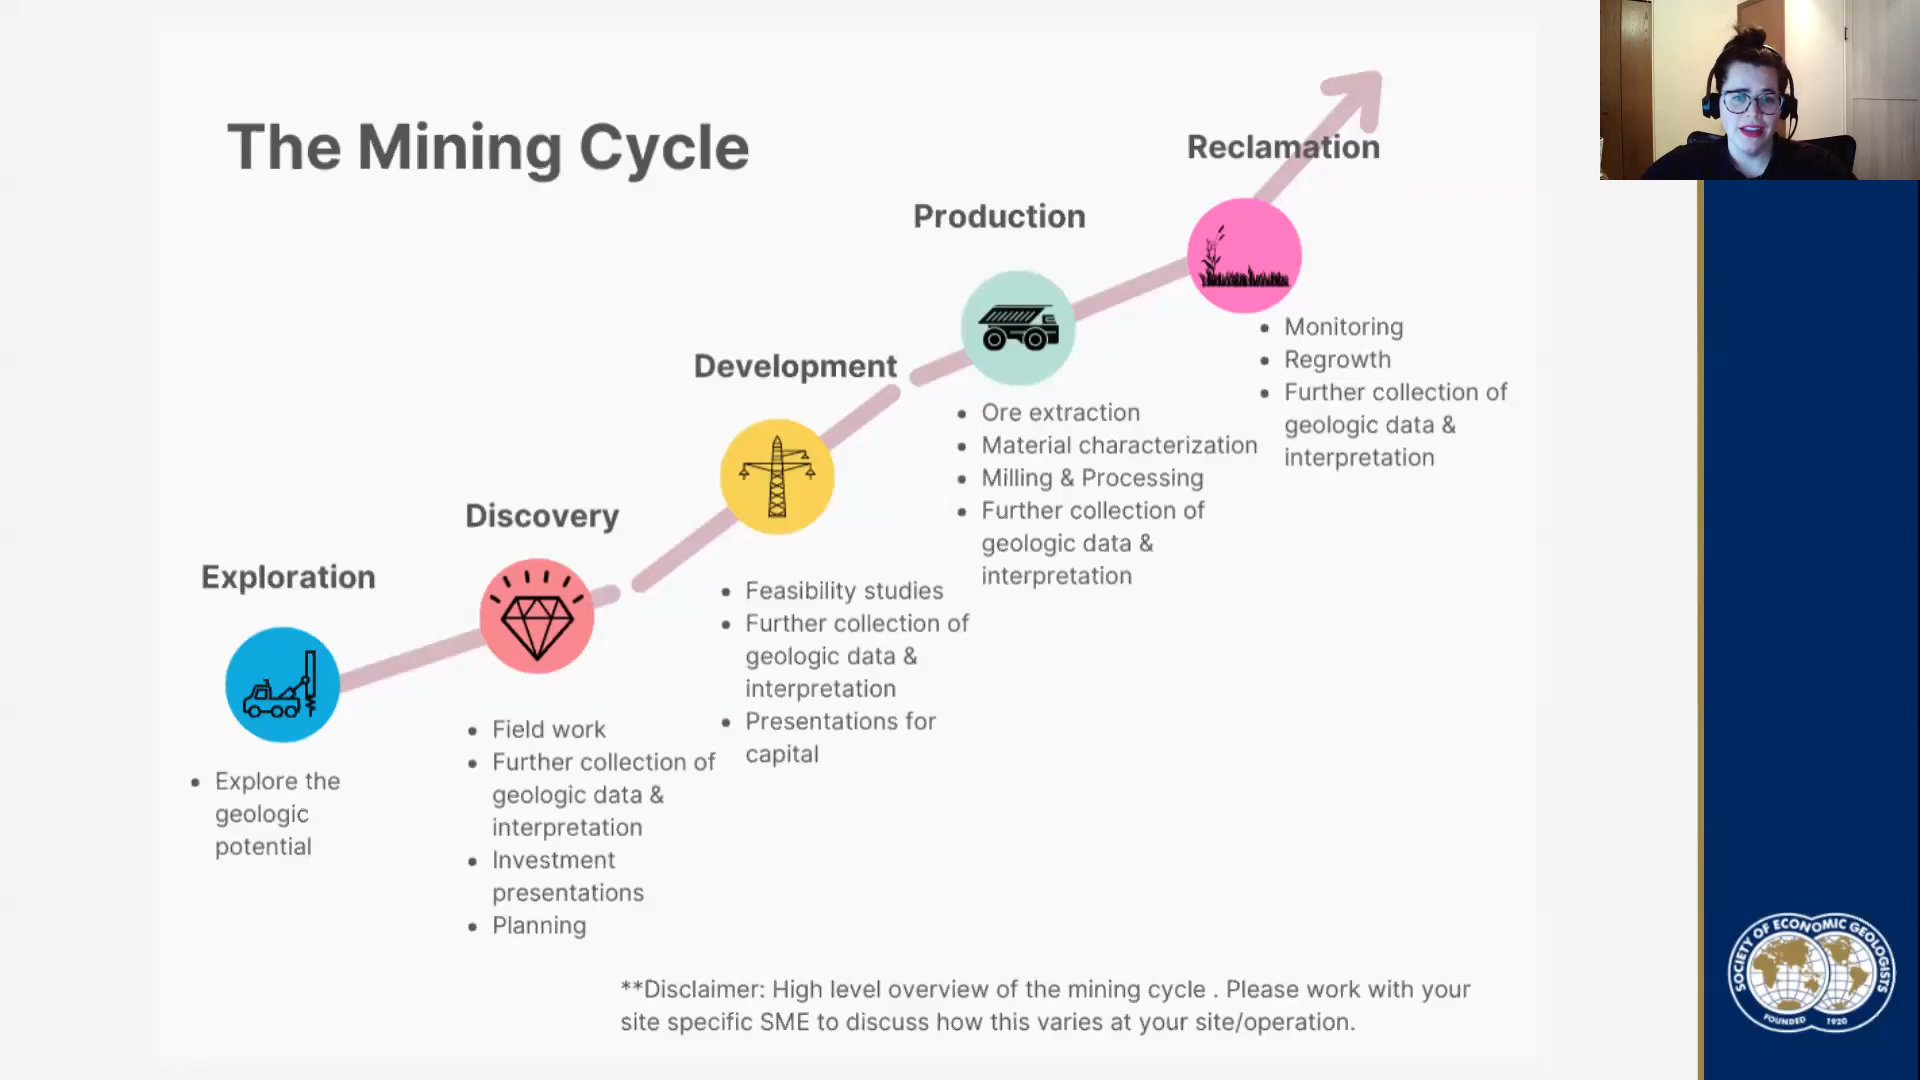 The Mining Cycle
Exploration
• Explore the
geologic
potential
Discovery
• Field work
• Further collection of
geologic data &
interpretation
• Investment
presentations
• Planning
Development
• Feasibility studies
• Further collection of
geologic data &
interpretation
• Presentations for
capital
Production
• Ore extraction
• Material characterization
• Milling & Processing
• Further collection of
geologic data &
interpretation
Reclamation
• Monitoring
• Regrowth
• Further collection of
geologic data &
interpretation
**Disclaimer: High level overview of the mining cycle . Please work with your
site specific SME to discuss how this varies at your site/operation.
SOCIETY OF ECONOMIC GEOLOGISTS
FOUNDED 1920